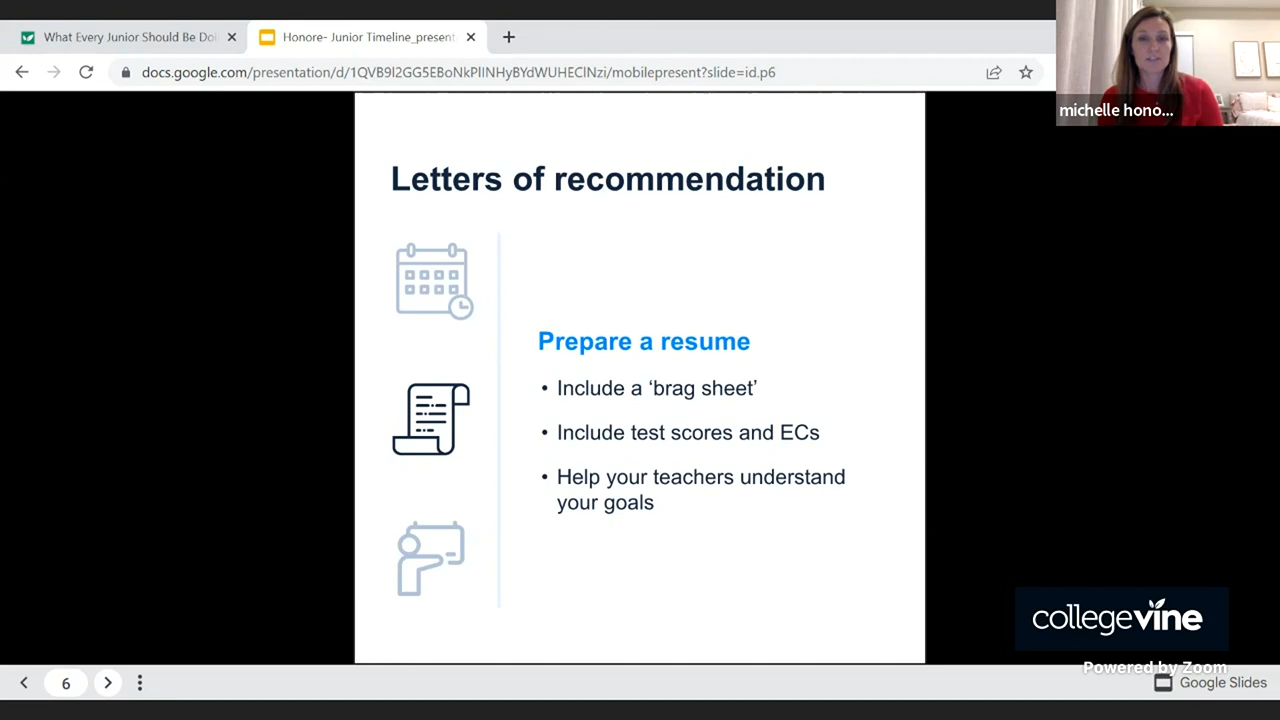 What Every Junior Should Be Doi
Honore- Junior Timeline_present
docs.google.com/presentation/d/1QVB9l2GG5EBoNkPlINHyBYdWUHEClNzi/mobilepresent?slide=id.p6
michelle hono...
Letters of recommendation
Prepare a resume
• Include a ‘brag sheet’
• Include test scores and ECs
• Help your teachers understand
your goals
collegevine
Powered by Zoom
6
Google Slides